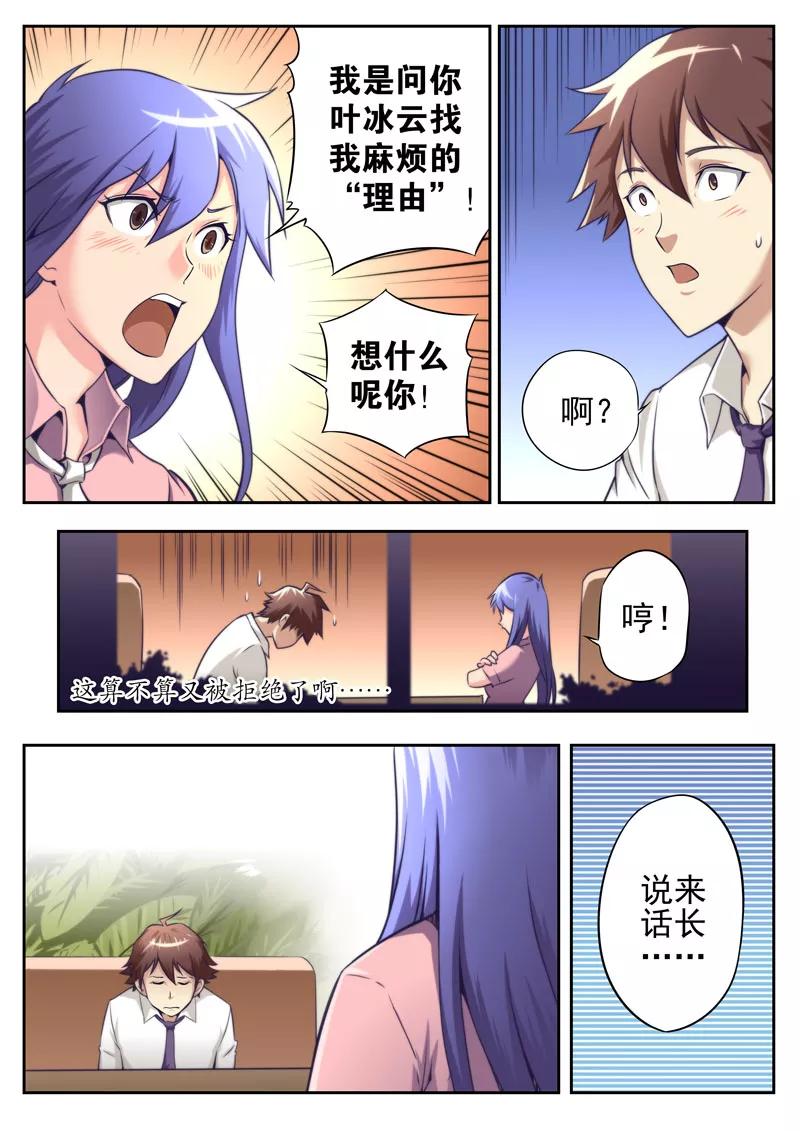 我是问你
叶冰云找
我麻烦的
“理由”！
想什么
呢你！
啊？
哼！
这算不算又被拒绝了啊……
说来
话长
……